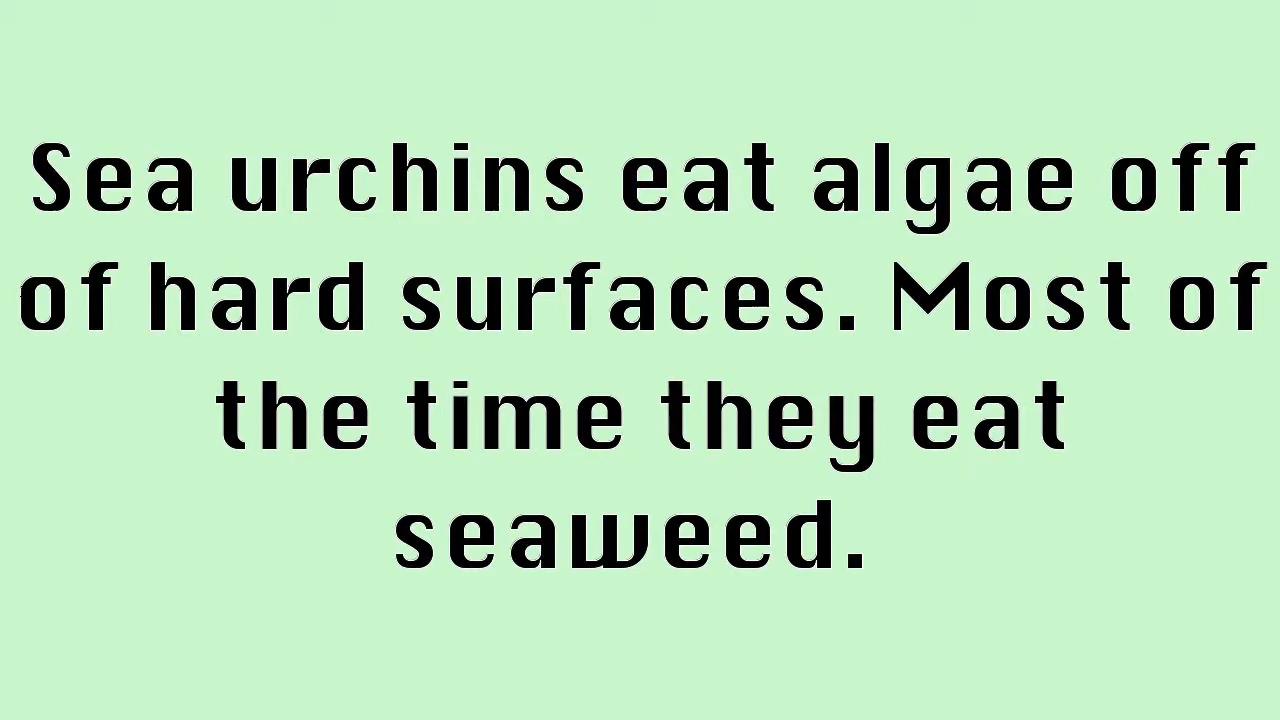 Sea urchins eat algae off
of hard surfaces. Most of
the time they eat
seaweed.